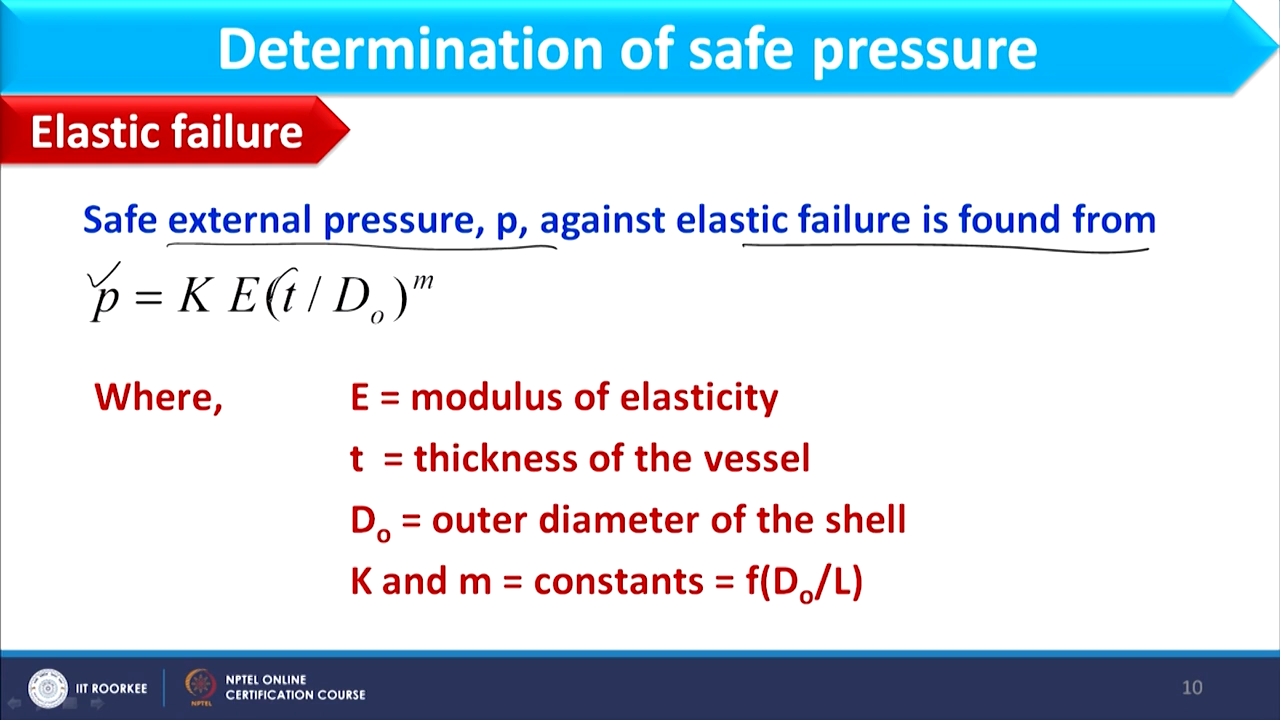 Determination of safe pressure
Elastic failure
Safe external pressure, p, against elastic failure is found from
p = K E(t / Dₒ)ᵐ
Where, E = modulus of elasticity
t = thickness of the vessel
Dₒ = outer diameter of the shell
K and m = constants = f(Dₒ/L)
IIT ROORKEE
NPTEL
NPTEL ONLINE
CERTIFICATION COURSE
10